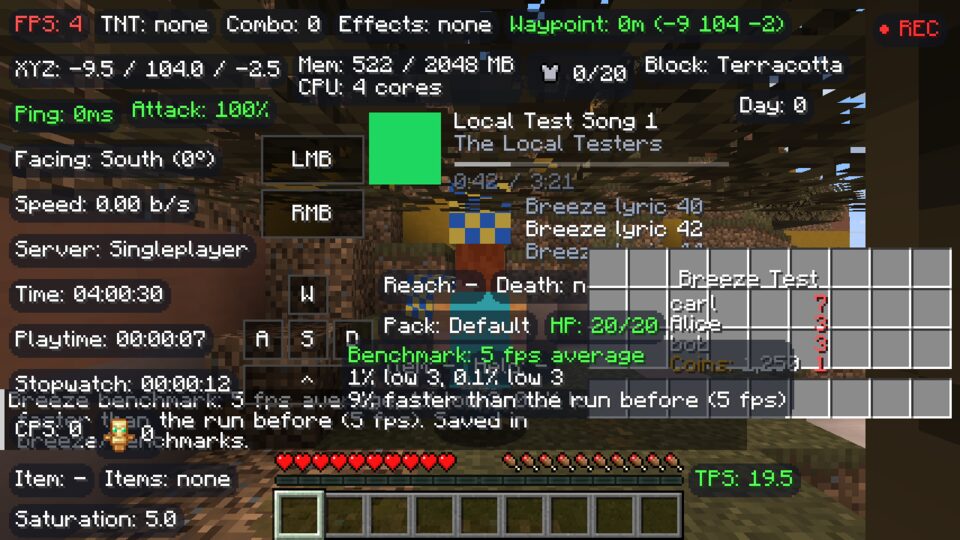 FPS: 4 TNT: none Combo: 0 Effects: none Waypoint: 0m (-9 104 -2) REC
XYZ: -9.5 / 104.0 / -2.5
Mem: 522 / 2048 MB
CPU: 4 cores
0/20
Block: Terracotta
Ping: 0ms
Attack: 100%
Day: 0
Local Test Song 1
The Local Testers
0:42 / 3:21
Breeze lyric 40
Breeze lyric 42
Facing: South (0º)
LMB
Speed: 0.00 b/s
RMB
Server: Singleplayer
Time: 04:00:30
W
Reach: - Death: n
Breeze Test
carl 7
Alice 3
bob 3
Coins: 1,250 1
Playtime: 00:00:07
A S D
Pack: Default HP: 20/20
Benchmark: 5 fps average
1% low 3, 0.1% low 3
9% faster than the run before (5 fps)
Stopwatch: 00:00:12
^
Breeze benchmark: 5 fps
faster than the run before (5 fps). Saved in
CPS: 0
0
Item: - Items: none
TPS: 19.5
Saturation: 5.0